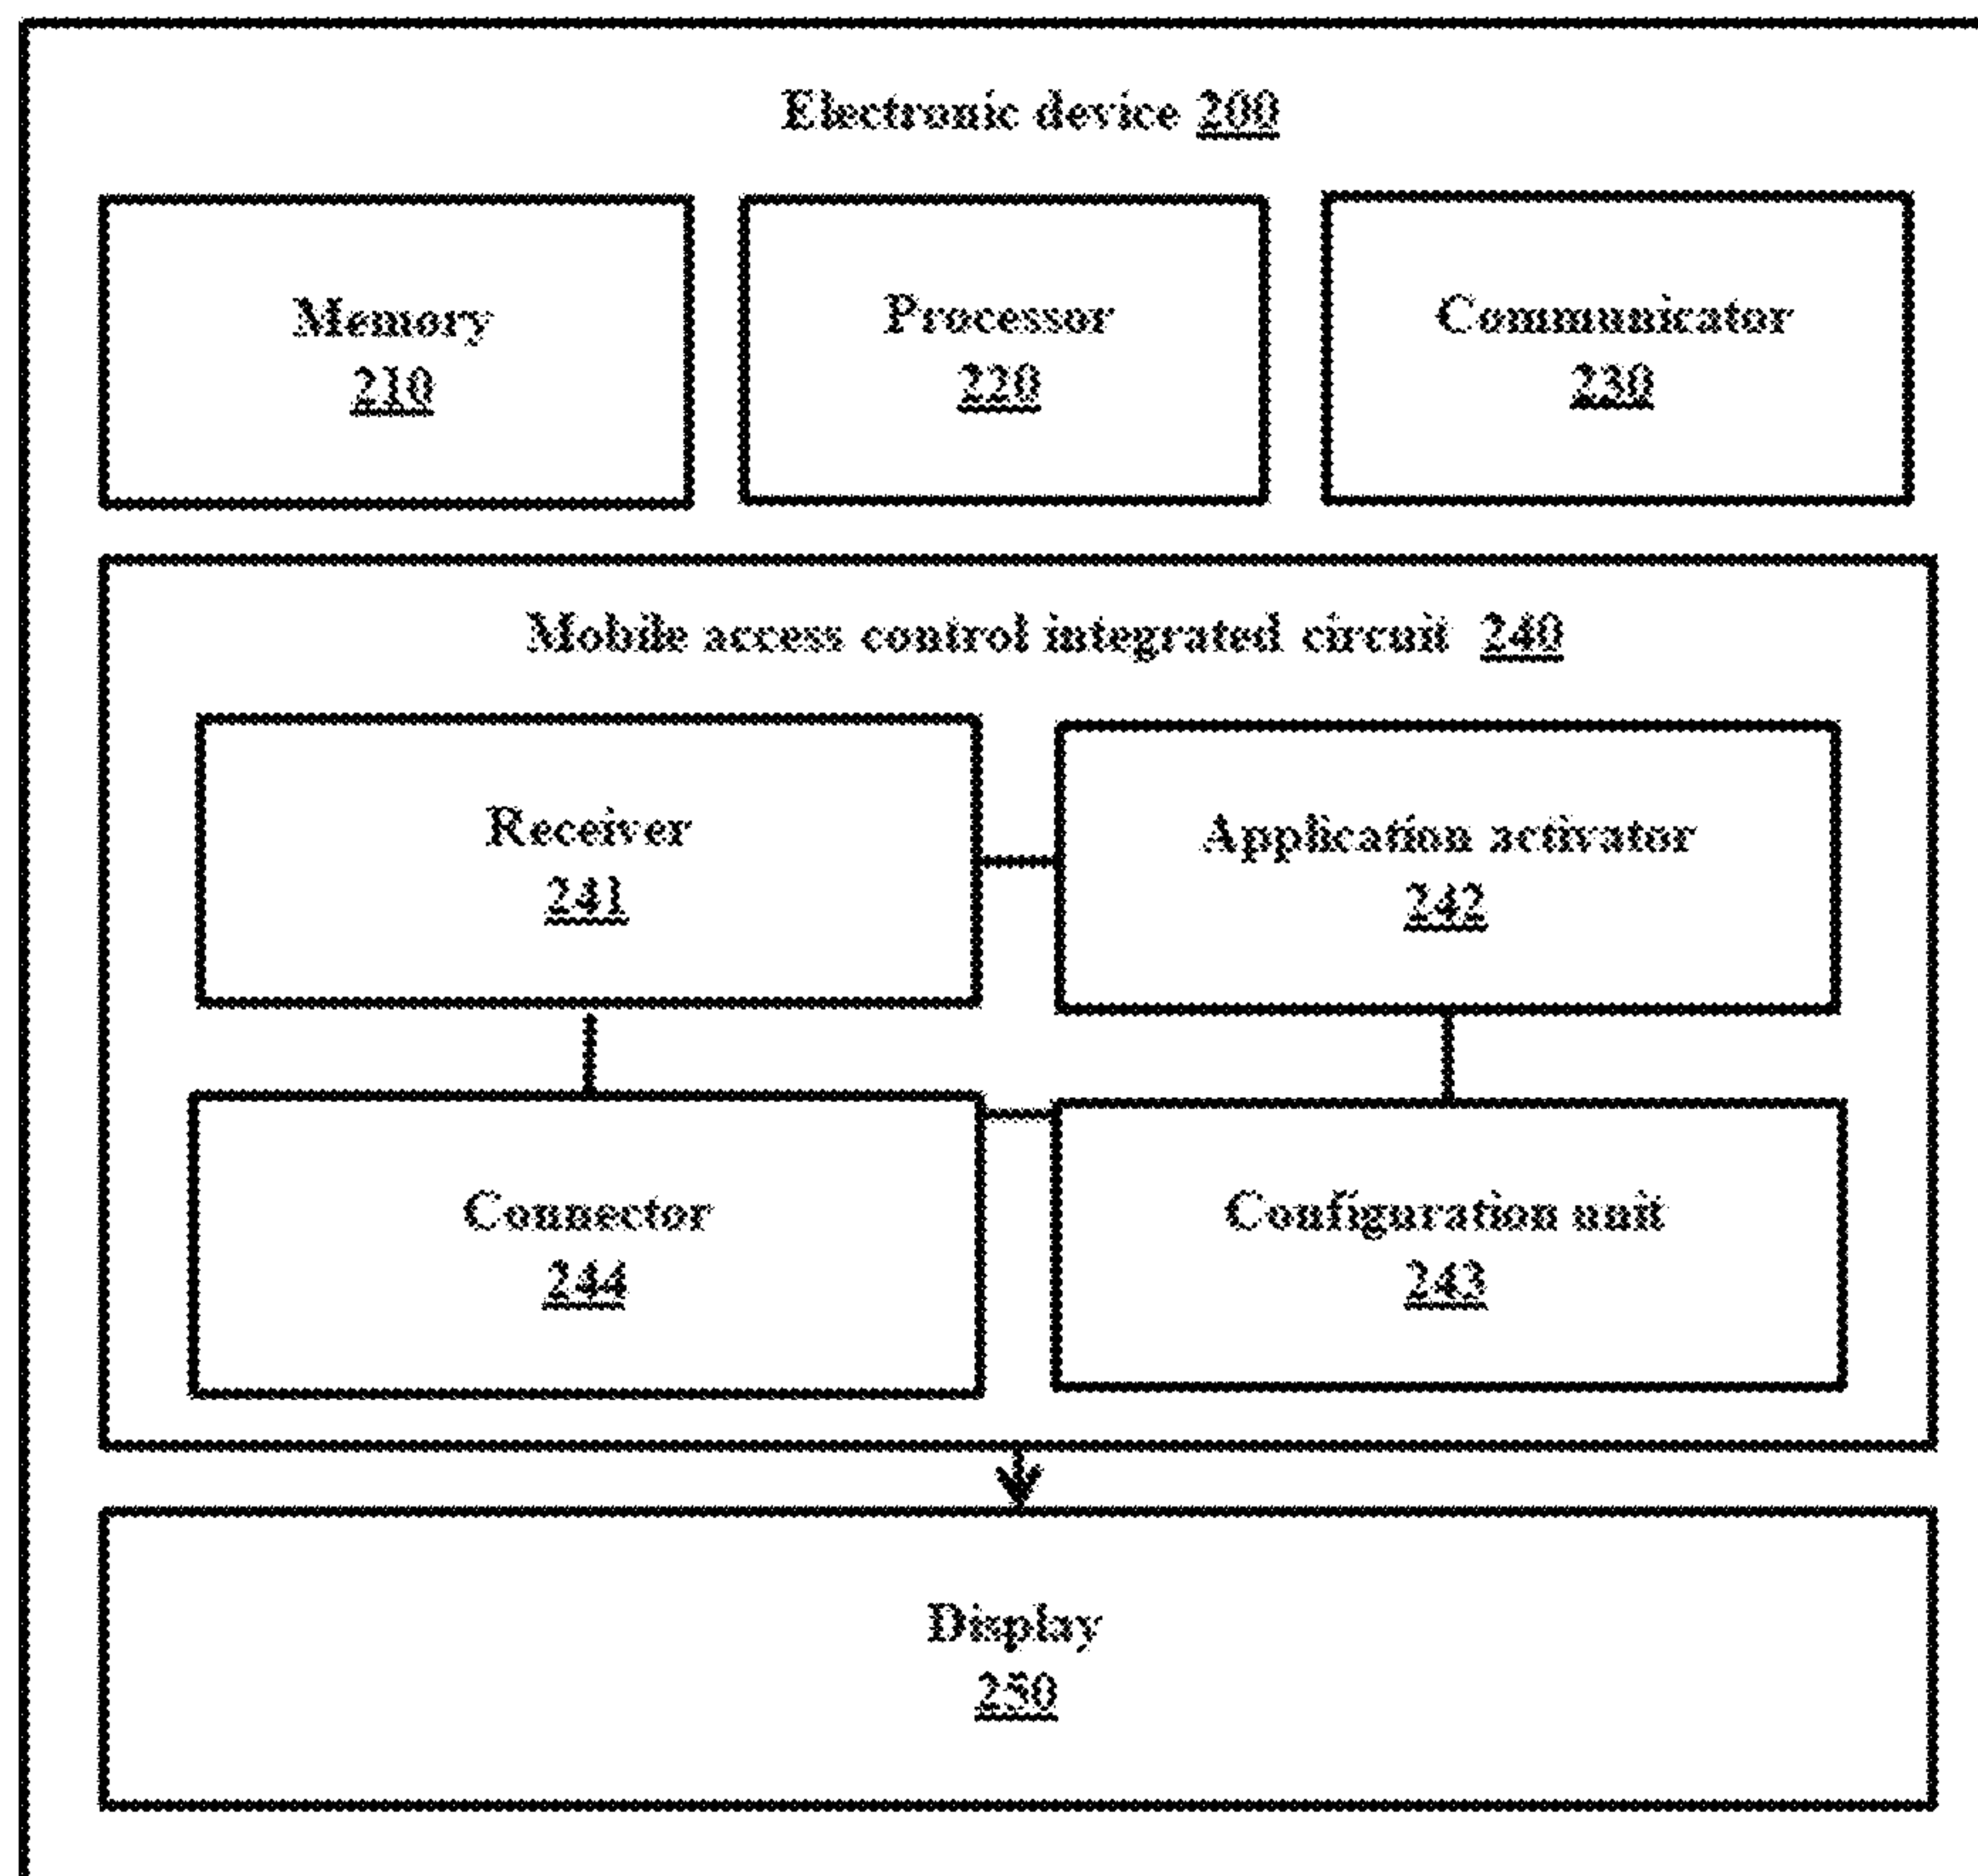 Electronic device 200
Memory
210
Processor
220
Communicator
230
Mobile access control integrated circuit 240
Receiver
241
Application activator
242
Connector
244
Configuration unit
243
Display
250